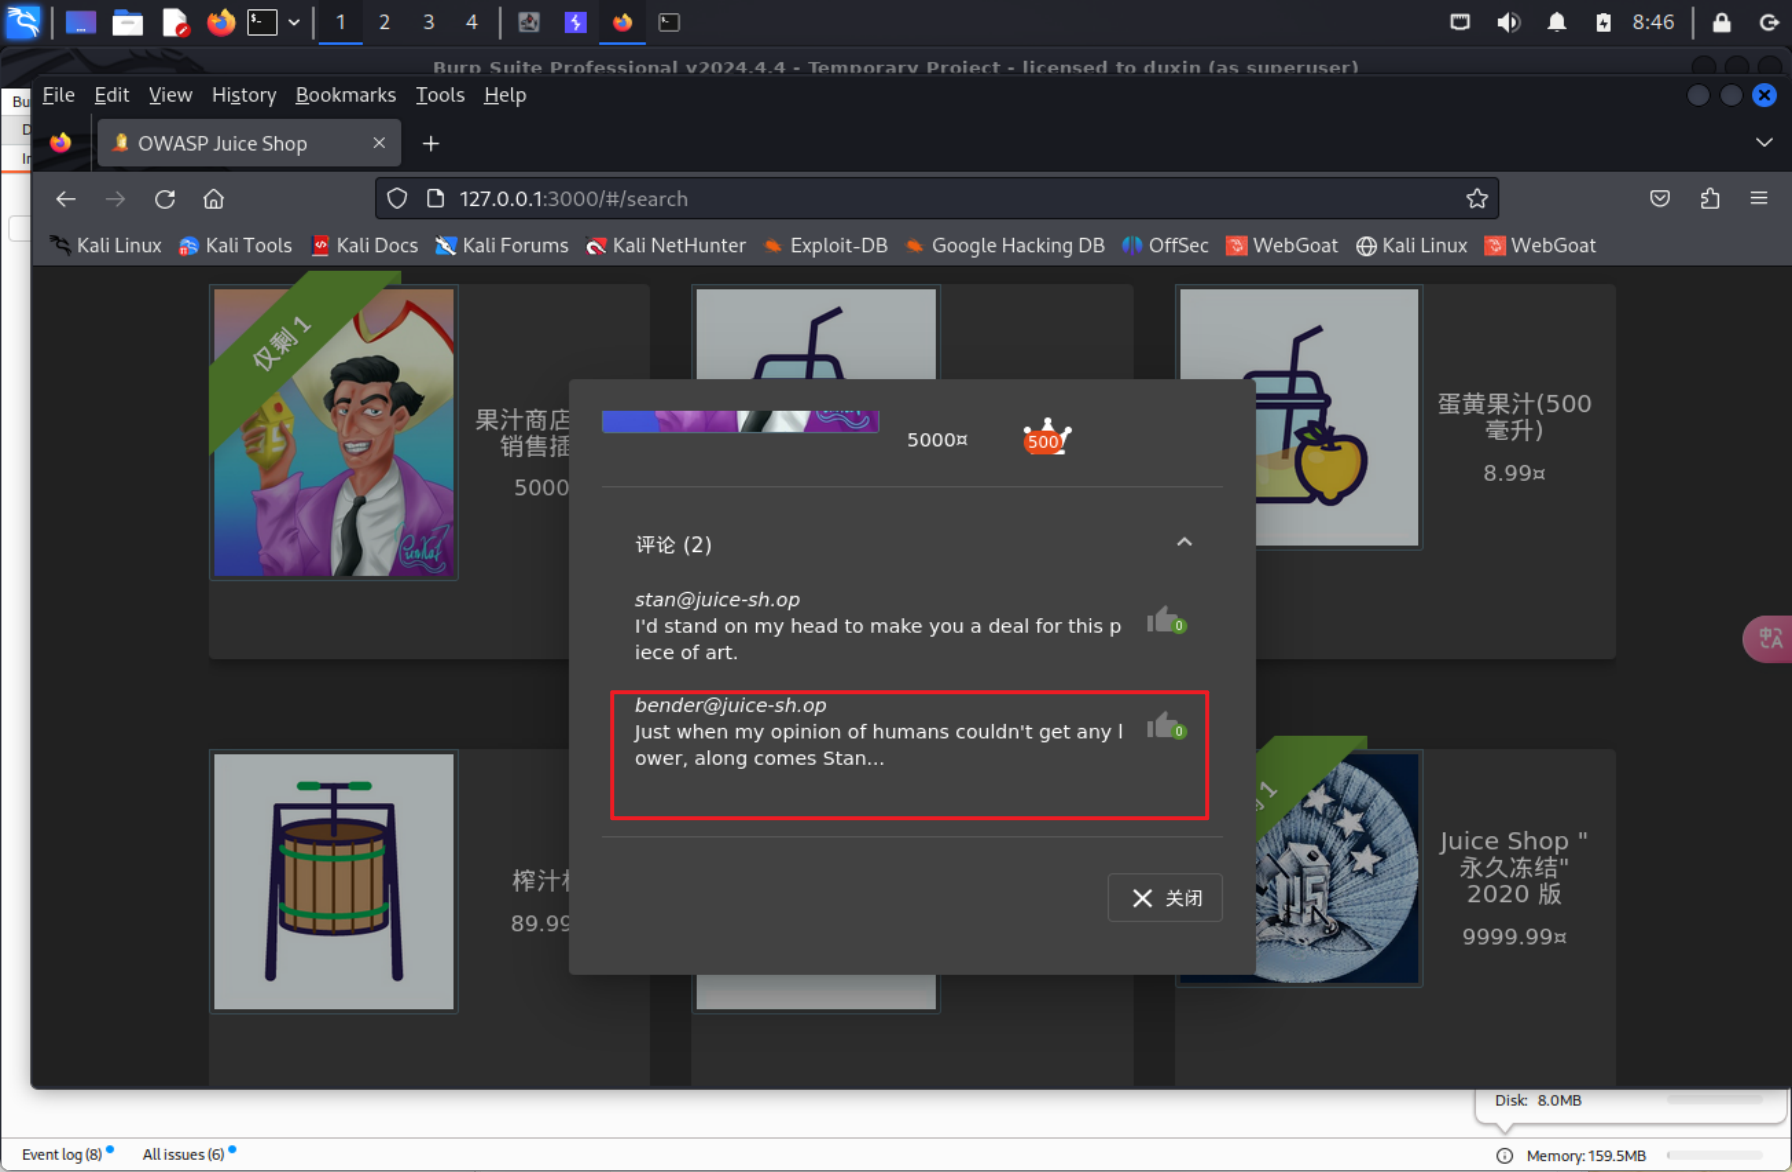 1 2 3 4 8:46
Burp Suite Professional v2024.4.4 - Temporary Project - licensed to duxin (as superuser)
Bu
File Edit View History Bookmarks Tools Help
D
OWASP Juice Shop
In
127.0.0.1:3000/#/search
Kali Linux Kali Tools Kali Docs Kali Forums Kali NetHunter Exploit-DB Google Hacking DB OffSec WebGoat Kali Linux WebGoat
仅剩 1
果汁商店
销售插
5000
蛋黄果汁(500
毫升)
8.99¤
5000¤
500
评论 (2)
stan@juice-sh.op
I'd stand on my head to make you a deal for this p
iece of art.
0
bender@juice-sh.op
Just when my opinion of humans couldn't get any l
ower, along comes Stan...
0
关闭
榨汁
89.99
1
Juice Shop "
永久冻结"
2020 版
9999.99¤
Disk: 8.0MB
Event log (8) All issues (6) Memory: 159.5MB